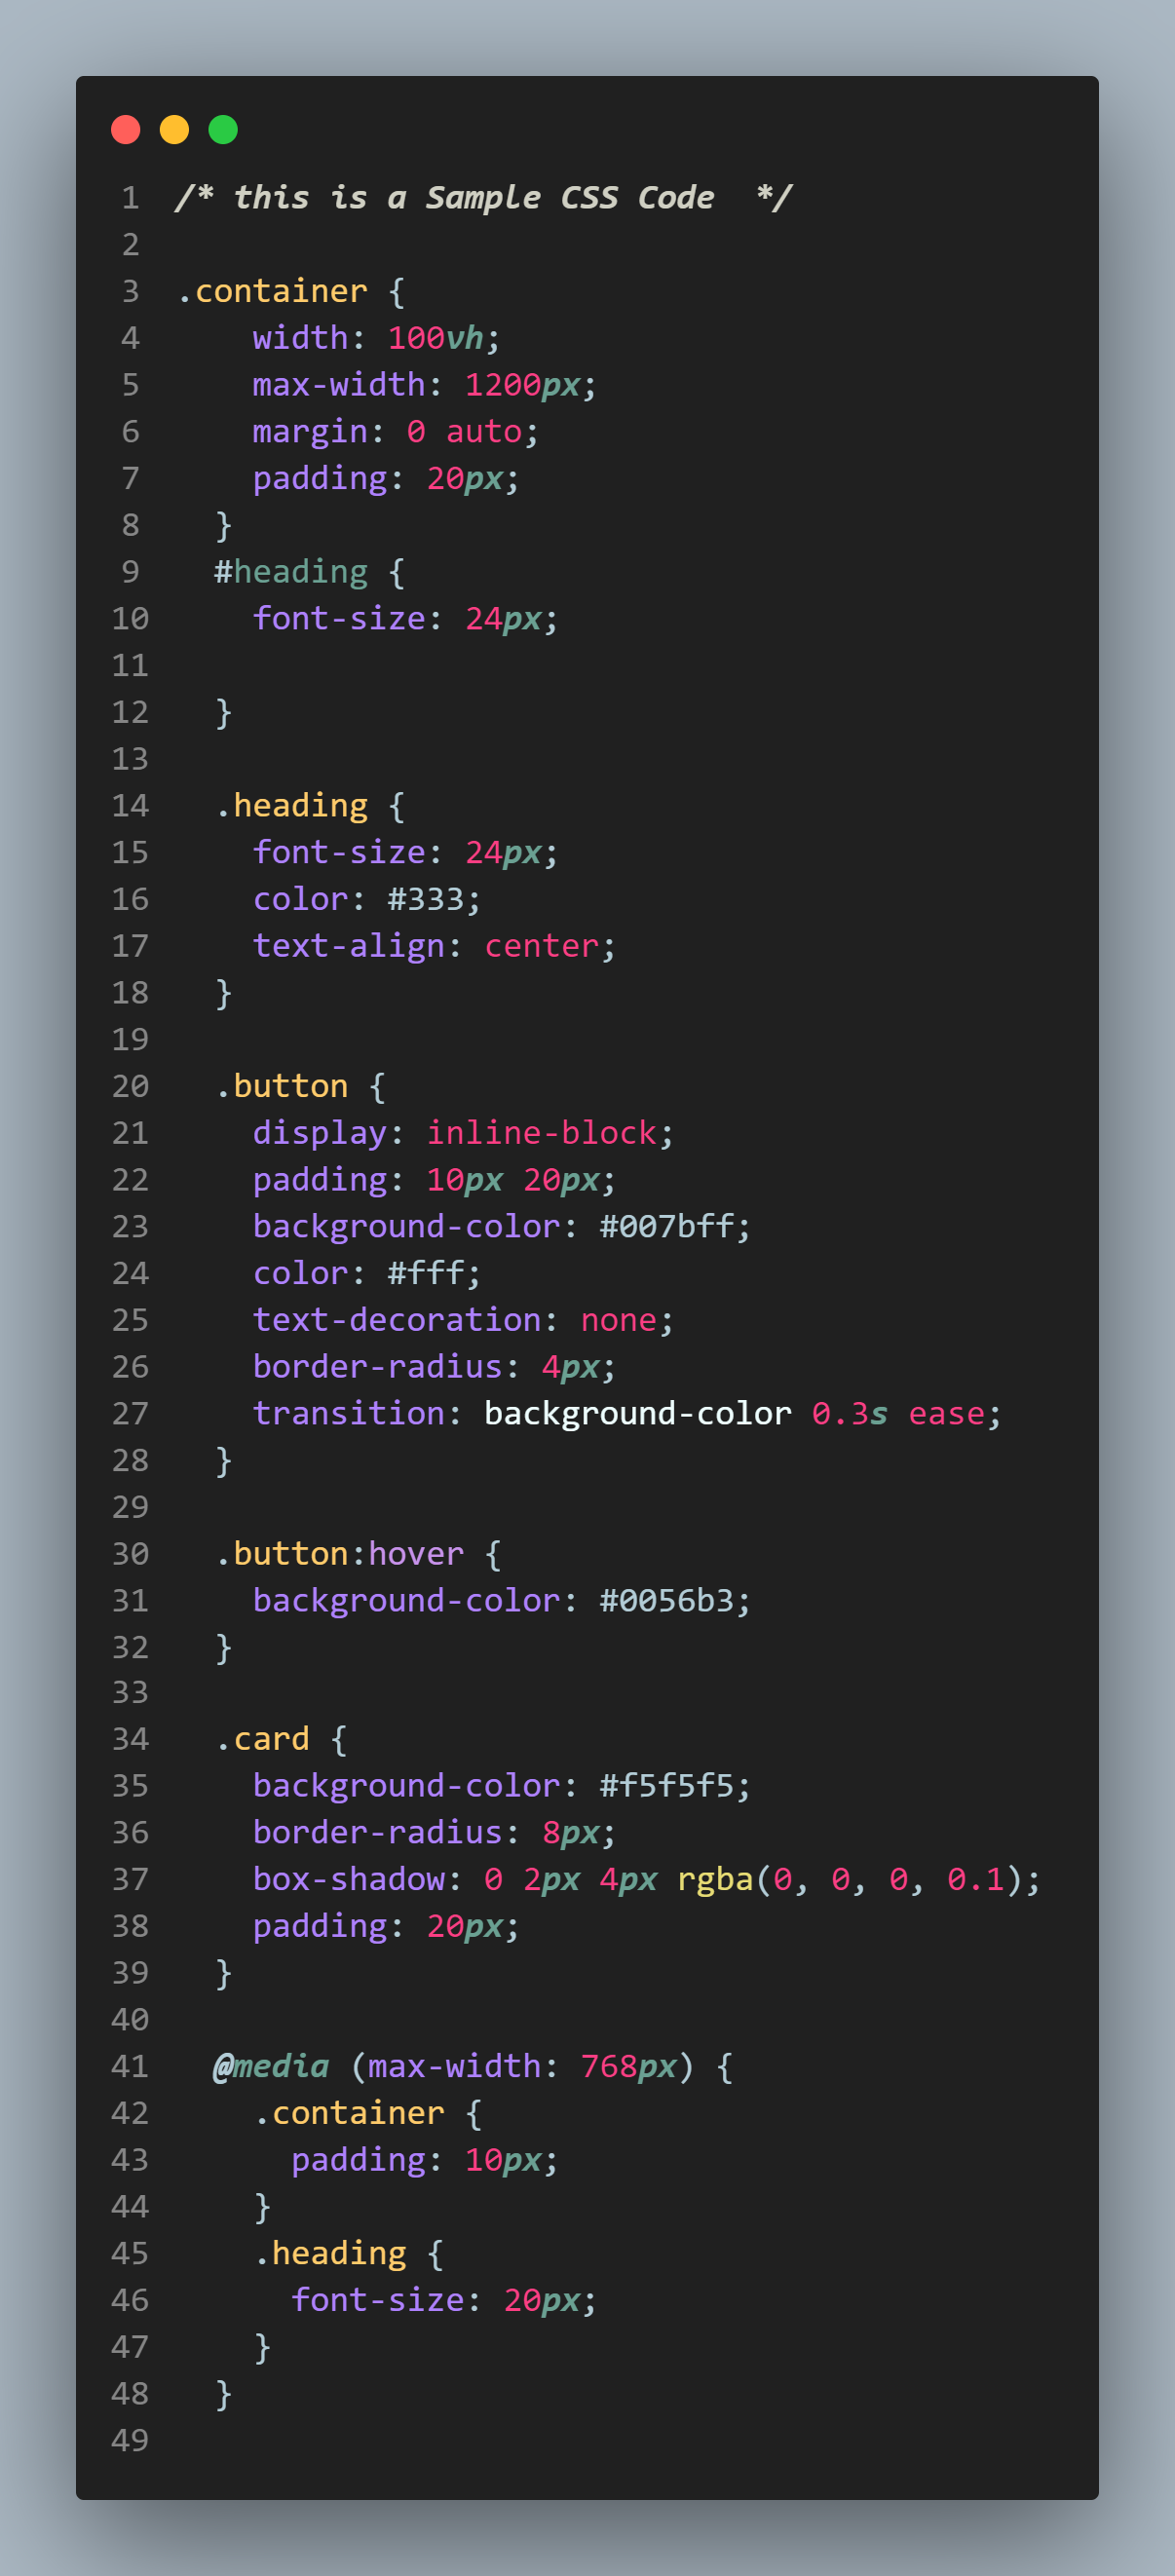 1 /* this is a Sample CSS Code  */
2
3 .container {
4     width: 100vh;
5     max-width: 1200px;
6     margin: 0 auto;
7     padding: 20px;
8   }
9   #heading {
10     font-size: 24px;
11
12   }
13
14   .heading {
15     font-size: 24px;
16     color: #333;
17     text-align: center;
18   }
19
20   .button {
21     display: inline-block;
22     padding: 10px 20px;
23     background-color: #007bff;
24     color: #fff;
25     text-decoration: none;
26     border-radius: 4px;
27     transition: background-color 0.3s ease;
28   }
29
30   .button:hover {
31     background-color: #0056b3;
32   }
33
34   .card {
35     background-color: #f5f5f5;
36     border-radius: 8px;
37     box-shadow: 0 2px 4px rgba(0, 0, 0, 0.1);
38     padding: 20px;
39   }
40
41   @media (max-width: 768px) {
42     .container {
43       padding: 10px;
44     }
45     .heading {
46       font-size: 20px;
47     }
48   }
49